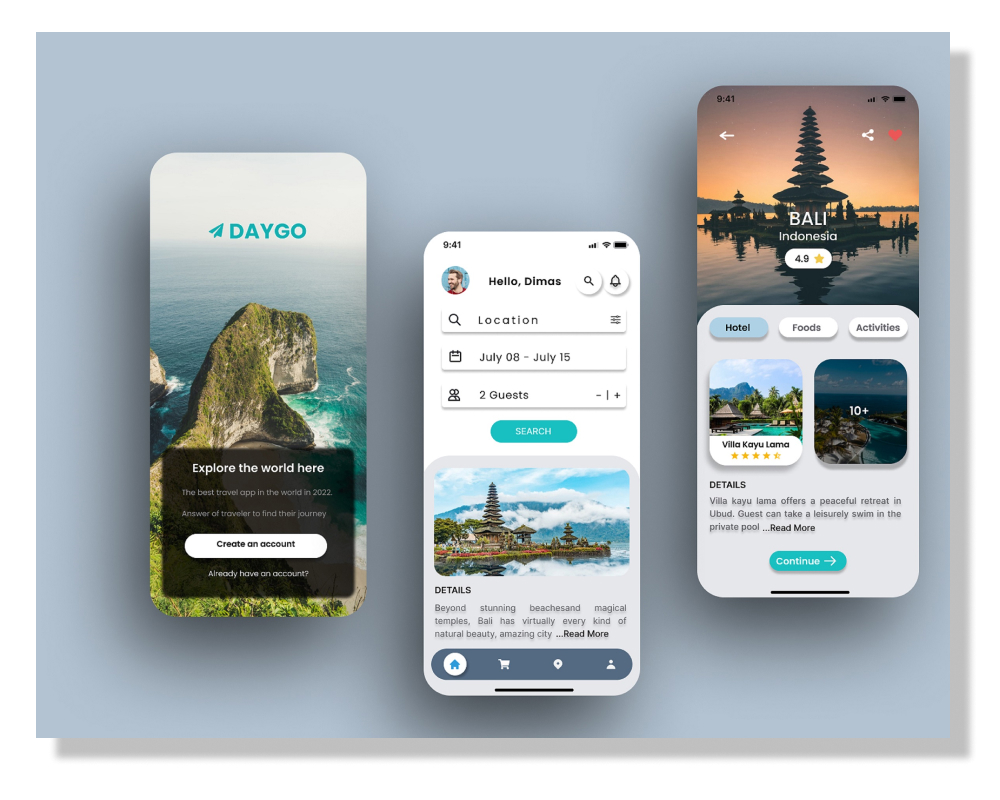 DAYGO
Explore the world here
The best travel app in the world in 2022.
Answer of traveler to find their journey
Create an account
Already have an account?
9:41
Hello, Dimas
Location
July 08 - July 15
2 Guests - | +
SEARCH
DETAILS
Beyond stunning beachesand magical
temples, Bali has virtually every kind of
natural beauty, amazing city ...Read More
9:41
BALI
Indonesia
4.9
Hotel Foods Activities
Villa Kayu Lama
10+
DETAILS
Villa kayu lama offers a peaceful retreat in
Ubud. Guest can take a leisurely swim in the
private pool ...Read More
Continue